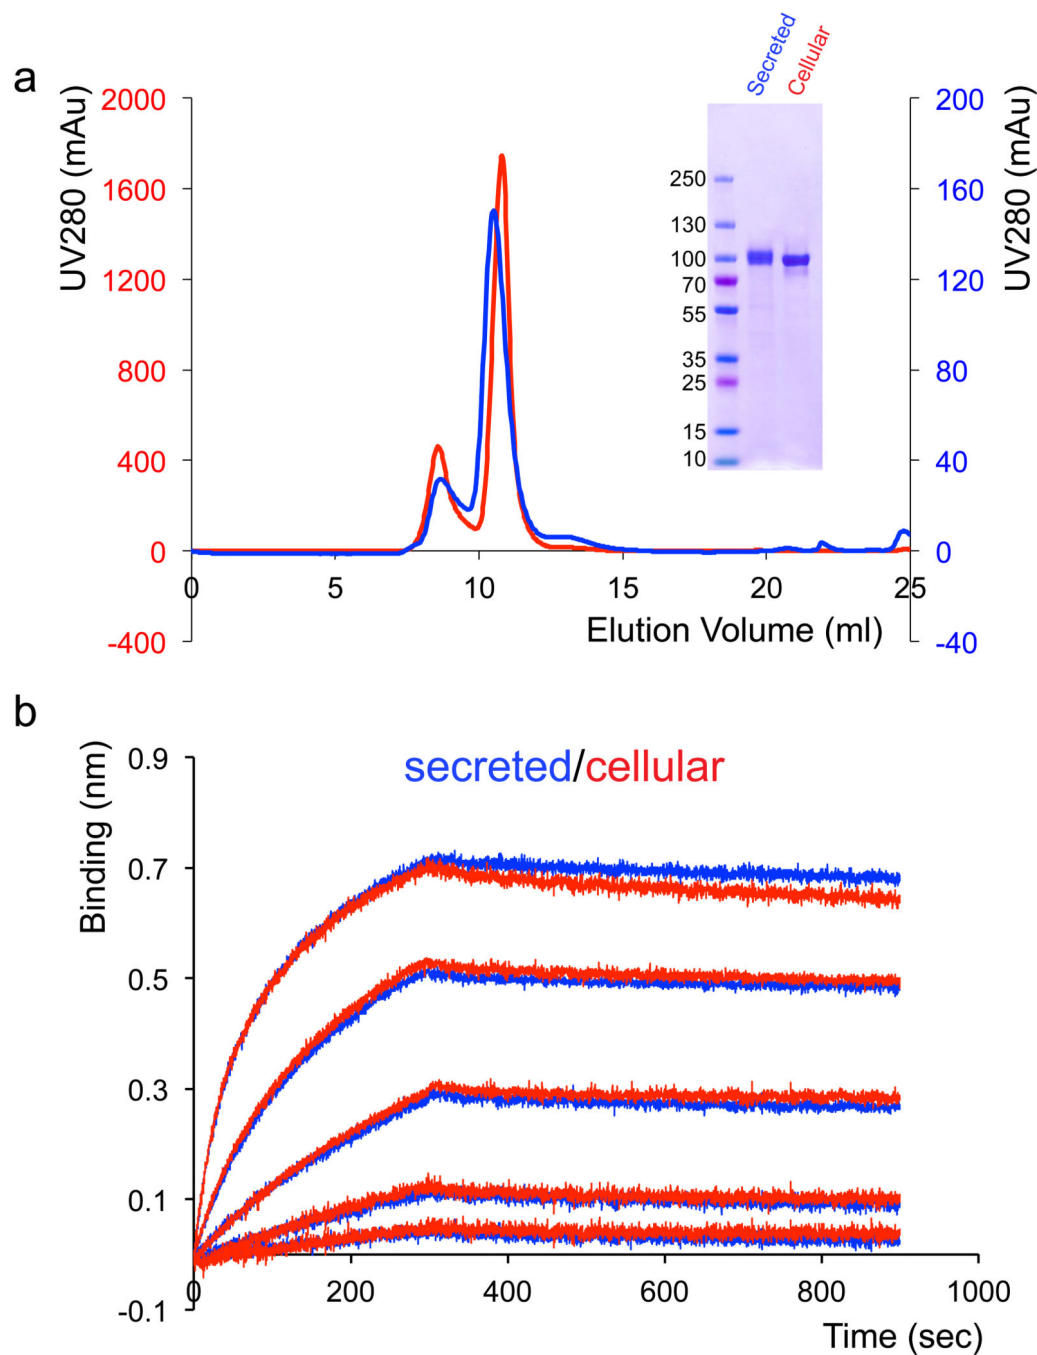 a
UV280 (mAu)
2000
1600
1200
800
400
0
-400
Secreted
Cellular
250
130
100
70
55
35
25
15
10
200
160
120
80
40
0
-40
UV280 (mAu)
0 5 10 15 20 25
Elution Volume (ml)
b
Binding (nm)
secreted/cellular
0.9
0.7
0.5
0.3
0.1
-0.1
0 200 400 600 800 1000
Time (sec)